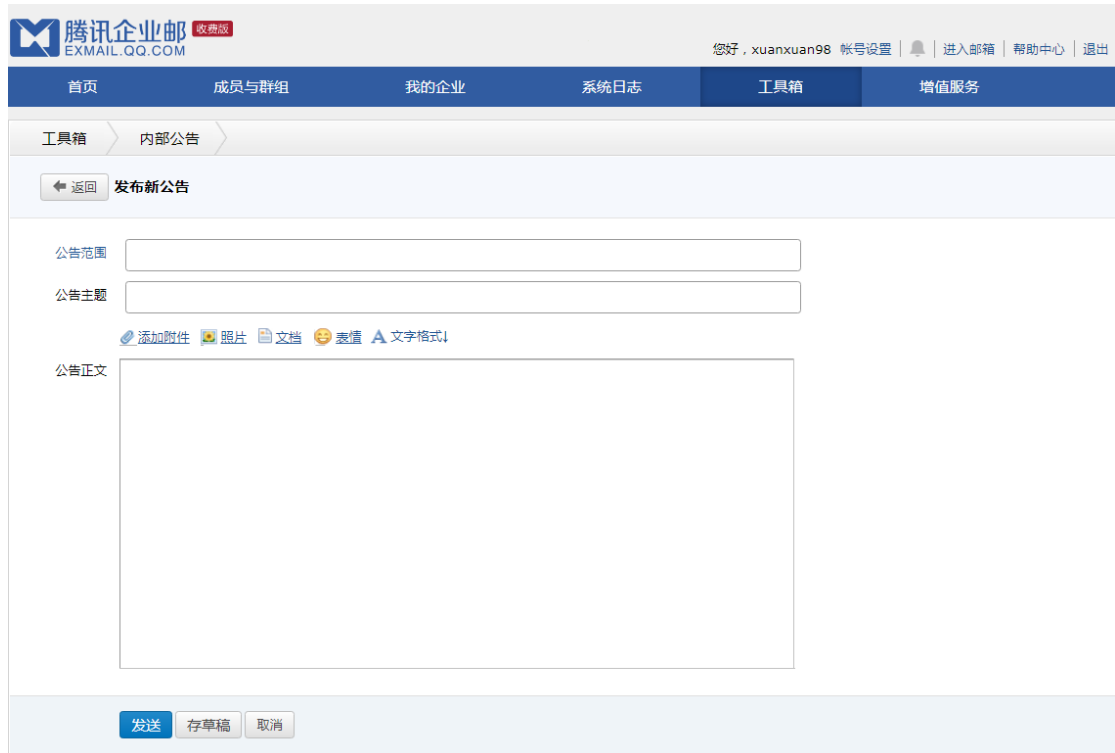 腾讯企业邮 收费版
EXMAIL.QQ.COM
您好，xuanxuan98 帐号设置 进入邮箱 帮助中心 退出
首页 成员与群组 我的企业 系统日志 工具箱 增值服务
工具箱 内部公告
返回 发布新公告
公告范围
公告主题
添加附件 照片 文档 表情 A 文字格式↓
公告正文
发送 存草稿 取消